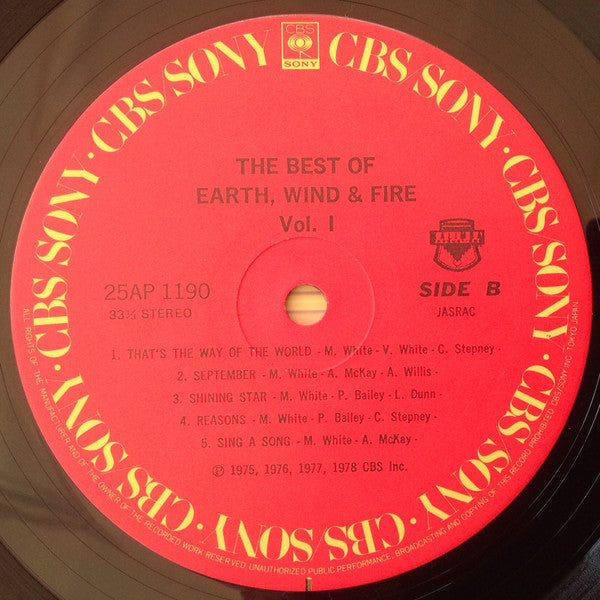 CBS
SONY
CBS/SONY · CBS/SONY · CBS/SONY · CBS/SONY · CBS/SONY · CBS/SONY · CBS/SONY
THE BEST OF
EARTH, WIND & FIRE
Vol. I
25AP 1190
33⅓ STEREO
SIDE B
JASRAC
1. THAT'S THE WAY OF THE WORLD - M. White - V. White - C. Stepney -
2. SEPTEMBER - M. White - A. McKay - A. Willis -
3. SHINING STAR - M. White - P. Bailey - L. Dunn -
4. REASONS - M. White - P. Bailey - C. Stepney -
5. SING A SONG - M. White - A. McKay -
Ⓟ 1975, 1976, 1977, 1978 CBS Inc.
ALL RIGHTS OF THE MANUFACTURER AND OF THE OWNER OF THE RECORDED WORK RESERVED. UNAUTHORIZED PUBLIC PERFORMANCE, BROADCASTING AND COPYING OF THIS RECORD PROHIBITED CBS/SONY INC. TOKYO JAPAN.